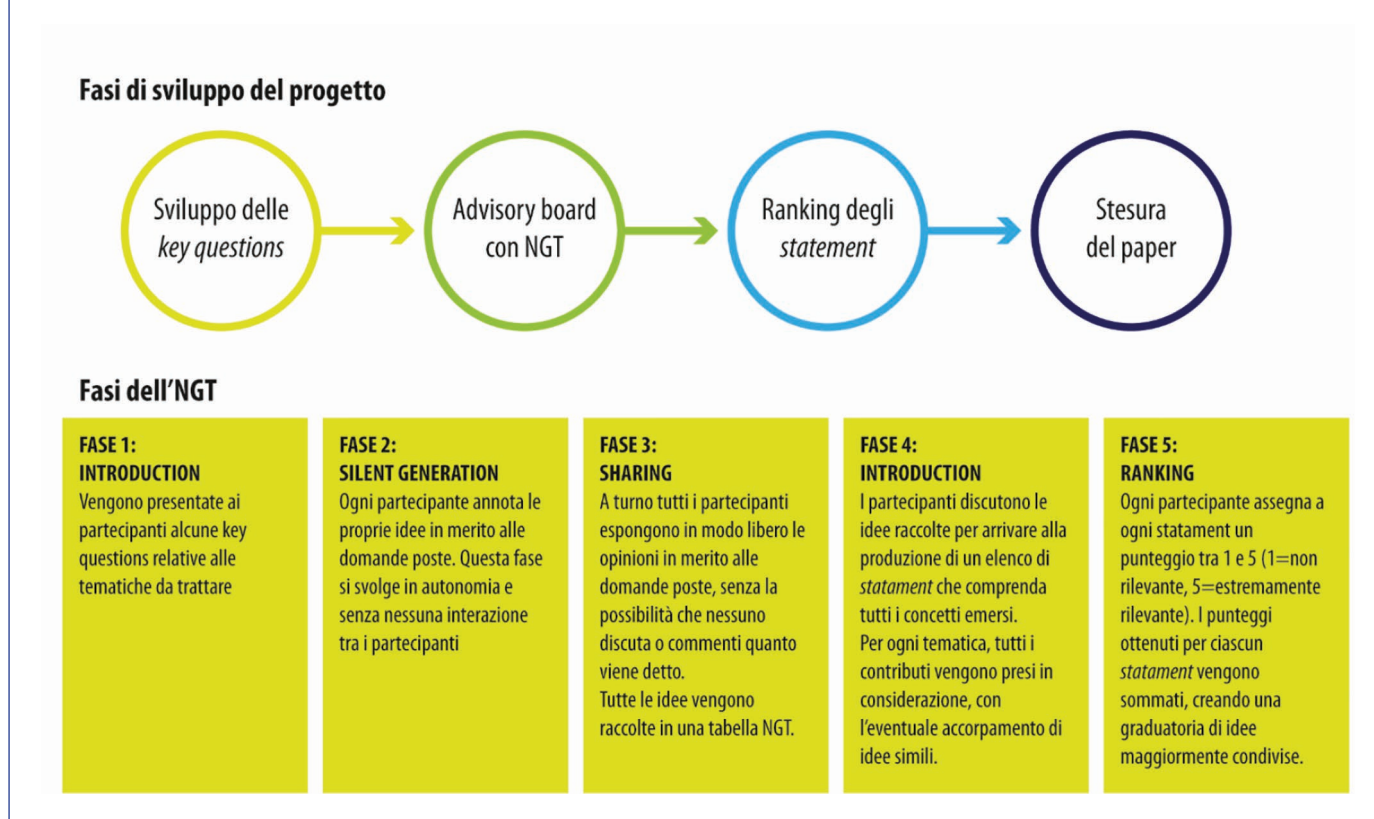 Fasi di sviluppo del progetto
Sviluppo delle
key questions
Advisory board
con NGT
Ranking degli
statement
Stesura
del paper
Fasi dell'NGT
FASE 1:
INTRODUCTION
Vengono presentate ai
partecipanti alcune key
questions relative alle
tematiche da trattare
FASE 2:
SILENT GENERATION
Ogni partecipante annota le
proprie idee in merito alle
domande poste. Questa fase
si svolge in autonomia e
senza nessuna interazione
tra i partecipanti
FASE 3:
SHARING
A turno tutti i partecipanti
espongono in modo libero le
opinioni in merito alle
domande poste, senza la
possibilità che nessuno
discuta o commenti quanto
viene detto.
Tutte le idee vengono
raccolte in una tabella NGT.
FASE 4:
INTRODUCTION
I partecipanti discutono le
idee raccolte per arrivare alla
produzione di un elenco di
statament che comprenda
tutti i concetti emersi.
Per ogni tematica, tutti i
contributi vengono presi in
considerazione, con
l'eventuale accorpamento di
idee simili.
FASE 5:
RANKING
Ogni partecipante assegna a
ogni statament un
punteggio tra 1 e 5 (1=non
rilevante, 5=estremamente
rilevante). I punteggi
ottenuti per ciascun
statament vengono
sommati, creando una
graduatoria di idee
maggiormente condivise.